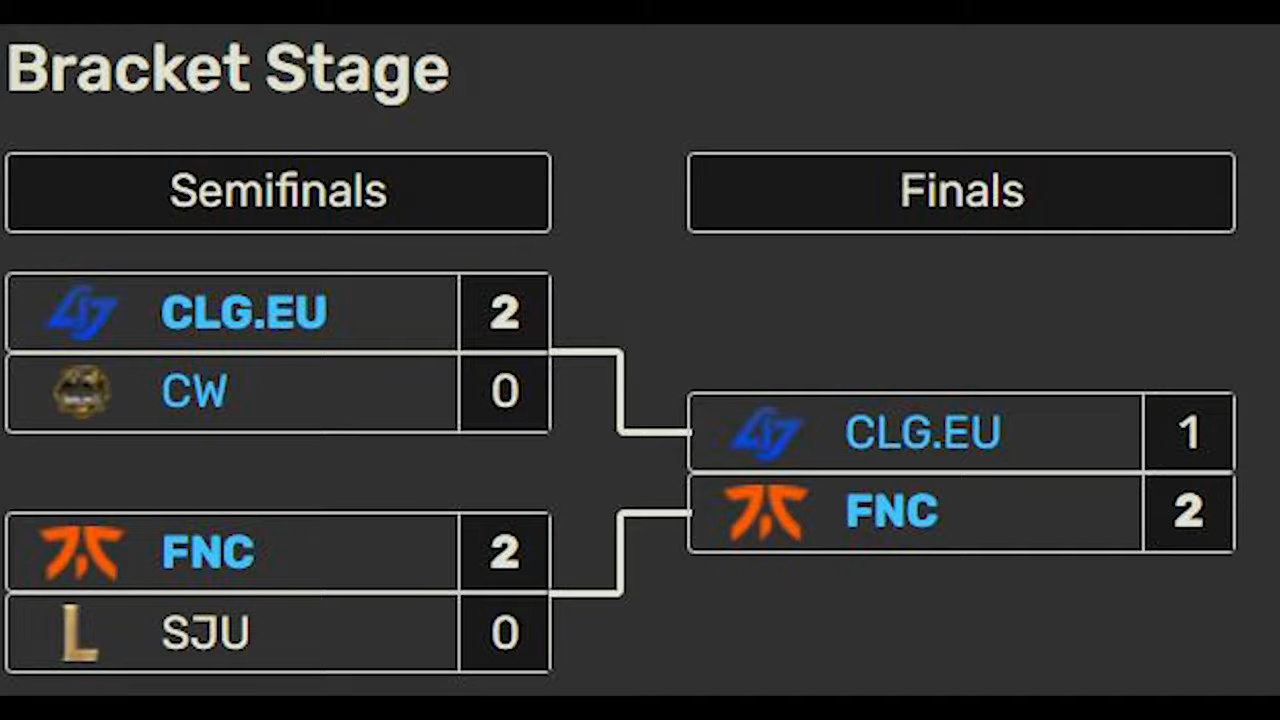 Bracket Stage
Semifinals
Finals
CLG.EU 2
CW 0
CLG.EU 1
FNC 2
FNC 2
L SJU 0